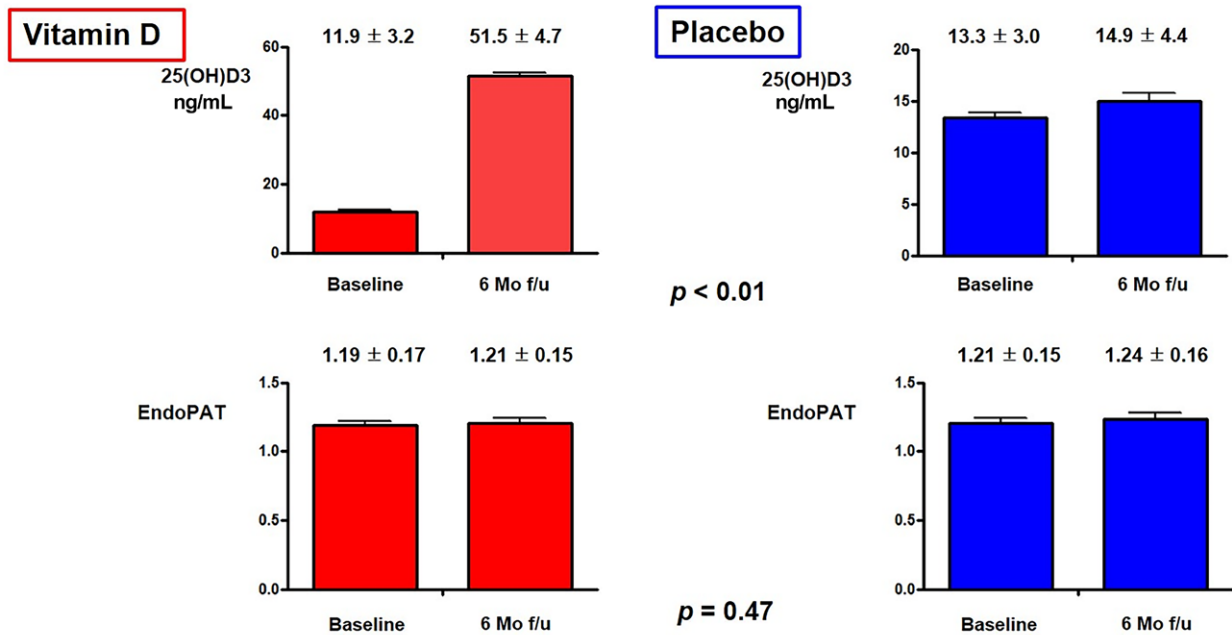 Vitamin D
11.9 ± 3.2
51.5 ± 4.7
25(OH)D3
ng/mL
60
40
20
0
Baseline
6 Mo f/u
Placebo
13.3 ± 3.0
14.9 ± 4.4
25(OH)D3
ng/mL
20
15
10
5
0
Baseline
6 Mo f/u
p < 0.01
1.19 ± 0.17
1.21 ± 0.15
EndoPAT
1.5
1.0
0.5
0.0
Baseline
6 Mo f/u
1.21 ± 0.15
1.24 ± 0.16
EndoPAT
1.5
1.0
0.5
0.0
Baseline
6 Mo f/u
p = 0.47